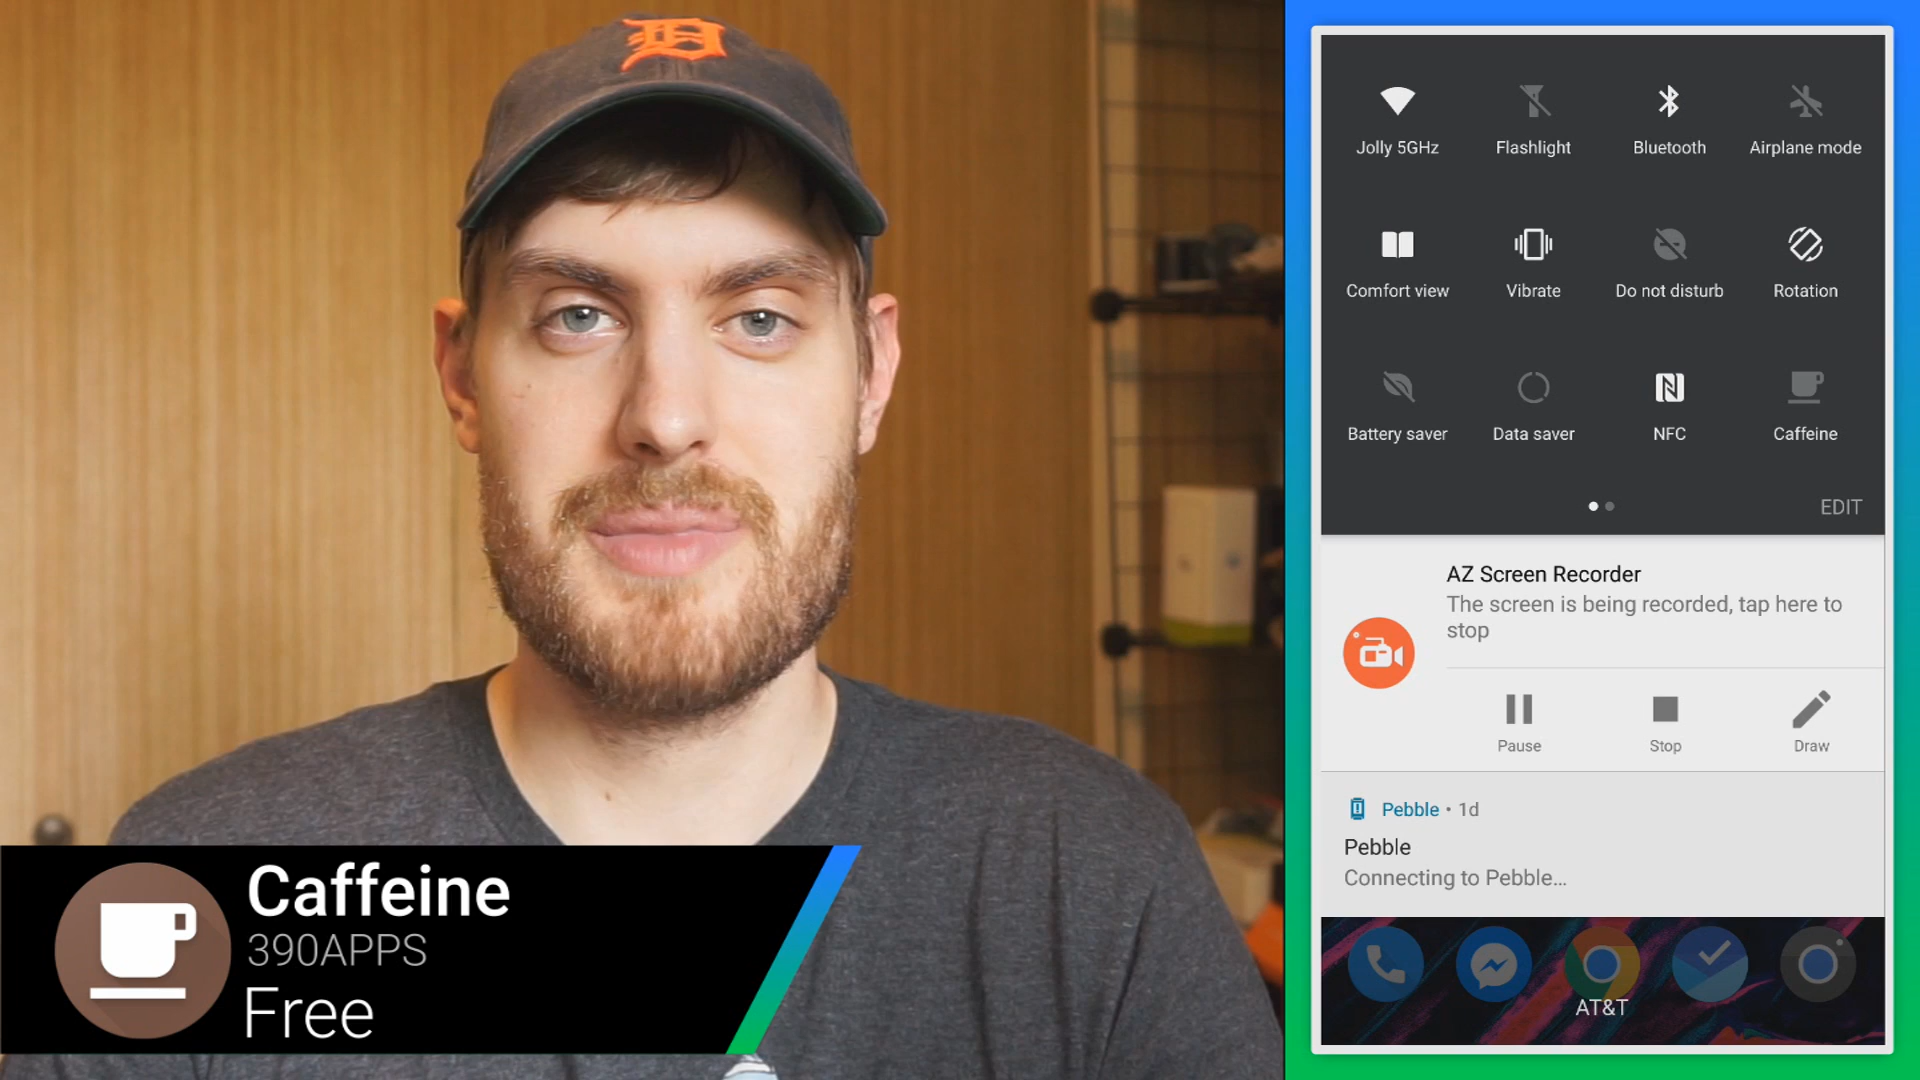 D
Jolly 5GHz
Flashlight
Bluetooth
Airplane mode
Comfort view
Vibrate
Do not disturb
Rotation
Battery saver
Data saver
NFC
Caffeine
EDIT
AZ Screen Recorder
The screen is being recorded, tap here to
stop
Pause
Stop
Draw
Pebble • 1d
Pebble
Connecting to Pebble...
AT&T
Caffeine
390APPS
Free